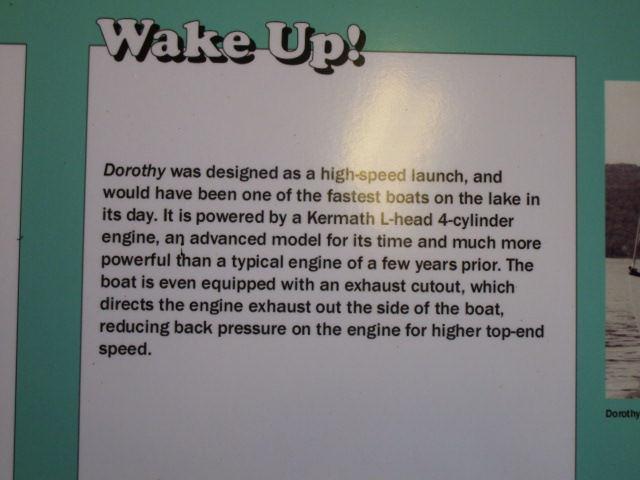 Wake Up!
Dorothy was designed as a high-speed launch, and
would have been one of the fastest boats on the lake in
its day. It is powered by a Kermath L-head 4-cylinder
engine, an advanced model for its time and much more
powerful than a typical engine of a few years prior. The
boat is even equipped with an exhaust cutout, which
directs the engine exhaust out the side of the boat,
reducing back pressure on the engine for higher top-end
speed.
Dorothy